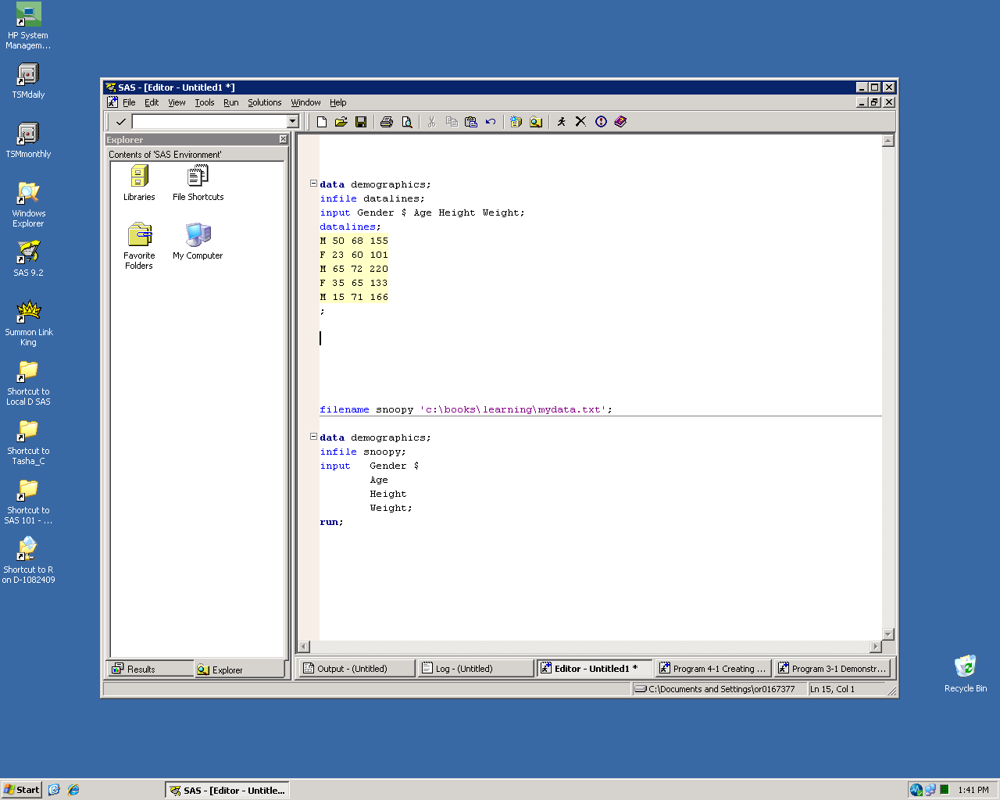 HP System
Managem...
TSMdaily
TSMmonthly
Windows
Explorer
SAS 9.2
Summon Link
King
Shortcut to
Local D SAS
Shortcut to
Tasha_C
Shortcut to
SAS 101 - ...
Shortcut to R
on D-1082409
SAS - [Editor - Untitled1 *]
File Edit View Tools Run Solutions Window Help
Explorer
Contents of 'SAS Environment'
Libraries File Shortcuts
Favorite
Folders
My Computer
data demographics;
infile datalines;
input Gender $ Age Height Weight;
datalines;
M 50 68 155
F 23 60 101
M 65 72 220
F 35 65 133
M 15 71 166
;
filename snoopy 'c:\books\learning\mydata.txt';
data demographics;
infile snoopy;
input Gender $
Age
Height
Weight;
run;
Results Explorer
Output - (Untitled) Log - (Untitled) Editor - Untitled1 * Program 4-1 Creating ... Program 3-1 Demonstr...
C:\Documents and Settings\or0167377 Ln 15, Col 1
Recycle Bin
Start SAS - [Editor - Untitle... 1:41 PM